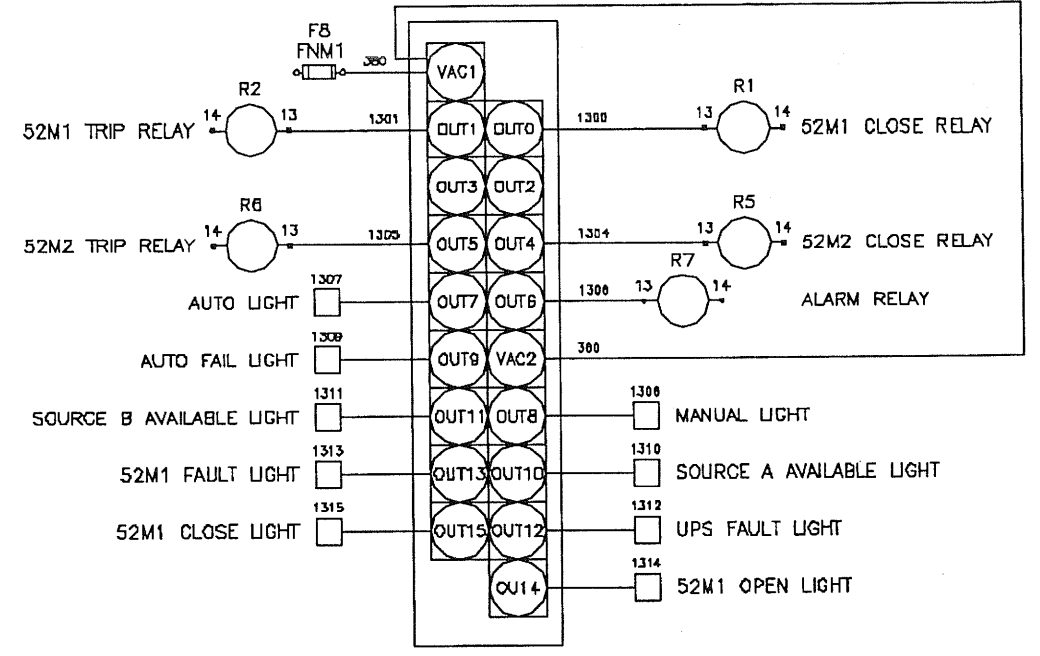 F8
FNM1
380
VAC1
R2
14 13
1301
52M1 TRIP RELAY
OUT1 OUT0
1300
R1
13 14
52M1 CLOSE RELAY
OUT3 OUT2
R6
14 13
1305
52M2 TRIP RELAY
OUT5 OUT4
1304
R5
13 14
52M2 CLOSE RELAY
1307
AUTO LIGHT
OUT7 OUT6
1306
R7
13 14
ALARM RELAY
1309
AUTO FAIL LIGHT
OUT9 VAC2
380
1311
SOURCE B AVAILABLE LIGHT
OUT11 OUT8
1308
MANUAL LIGHT
1313
52M1 FAULT LIGHT
OUT13 OUT10
1310
SOURCE A AVAILABLE LIGHT
1315
52M1 CLOSE LIGHT
OUT15 OUT12
1312
UPS FAULT LIGHT
OU14
1314
52M1 OPEN LIGHT